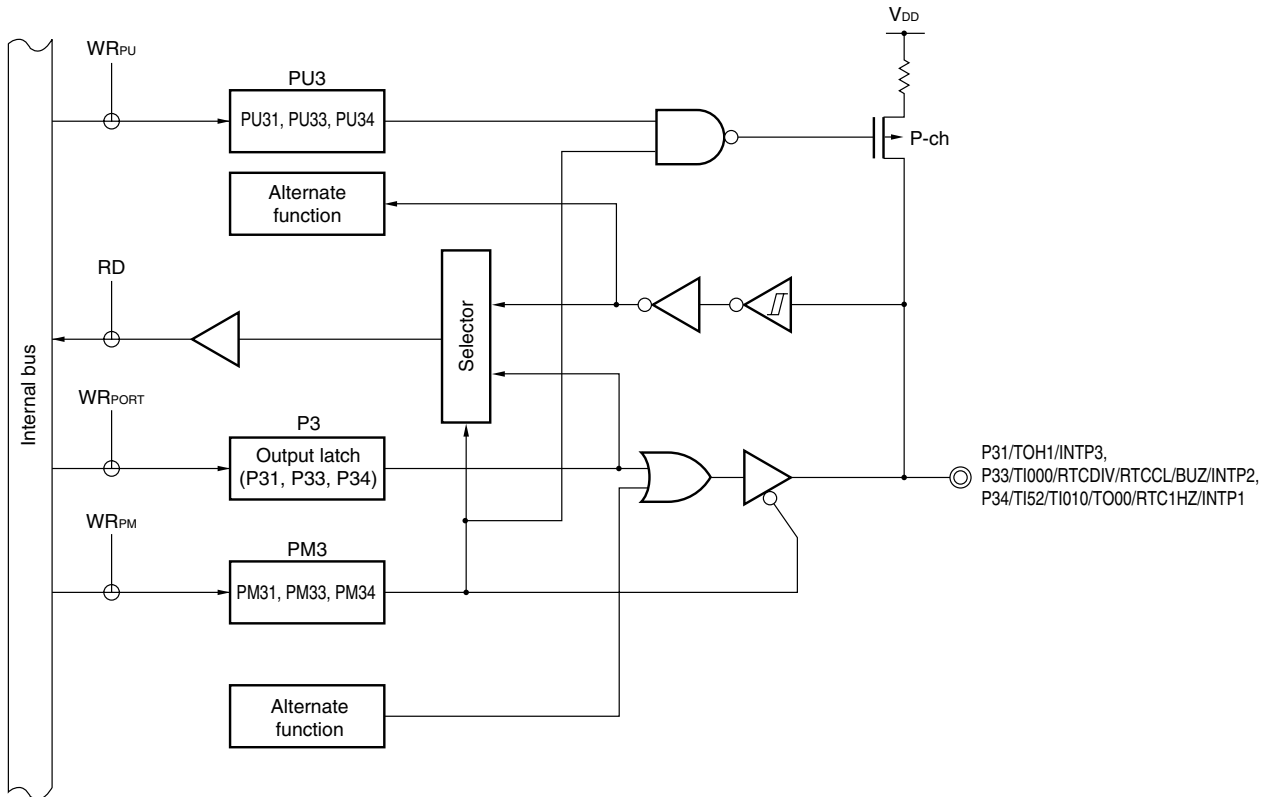 VDD
WRPU
PU3
PU31, PU33, PU34
P-ch
Alternate
function
RD
Selector
Internal bus
WRPORT
P3
Output latch
(P31, P33, P34)
P31/TOH1/INTP3,
P33/TI000/RTCDIV/RTCCL/BUZ/INTP2,
P34/TI52/TI010/TO00/RTC1HZ/INTP1
WRPM
PM3
PM31, PM33, PM34
Alternate
function